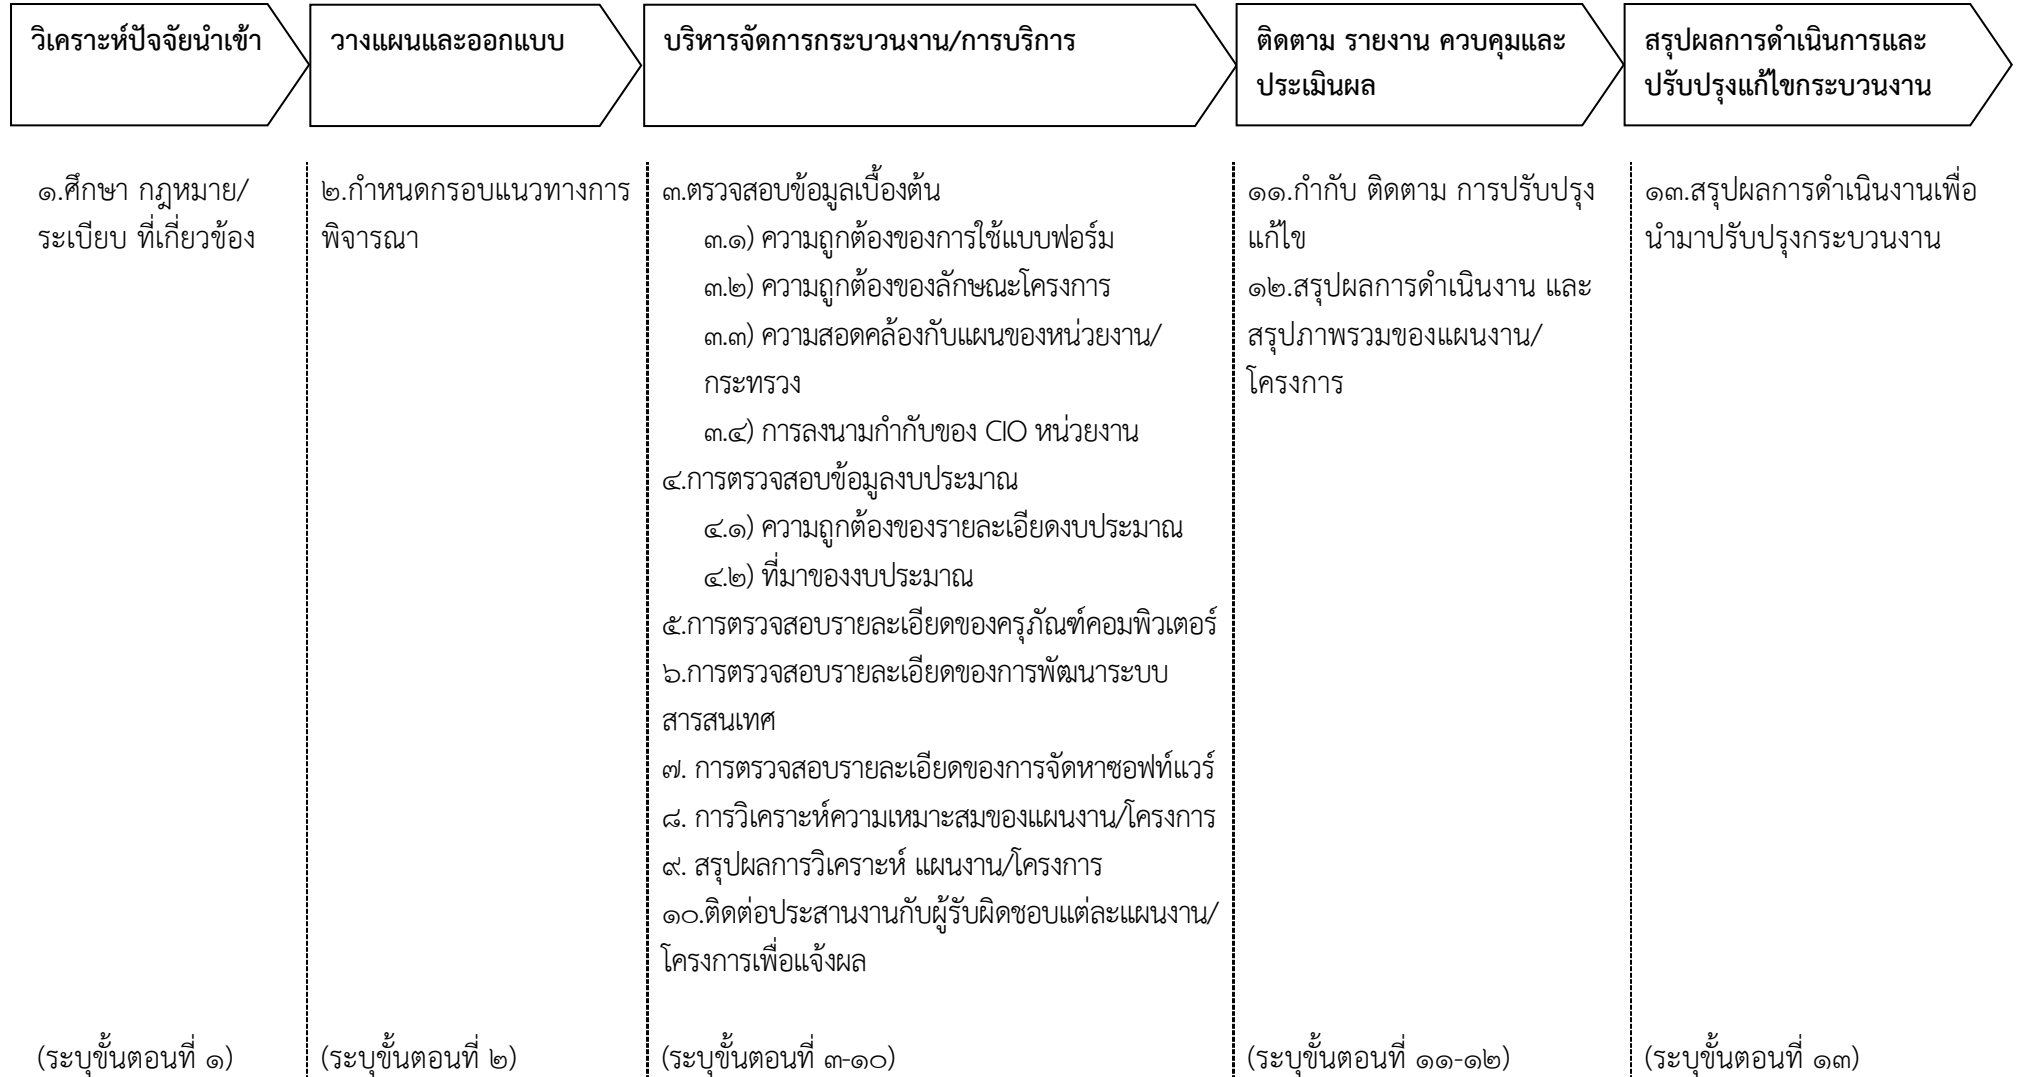 วิเคราะห์ปัจจัยนำเข้า
วางแผนและออกแบบ
บริหารจัดการกระบวนงาน/การบริการ
ติดตาม รายงาน ควบคุมและ
ประเมินผล
สรุปผลการดำเนินการและ
ปรับปรุงแก้ไขกระบวนงาน
๑.ศึกษา กฎหมาย/
ระเบียบ ที่เกี่ยวข้อง
(ระบุขั้นตอนที่ ๑)
๒.กำหนดกรอบแนวทางการ
พิจารณา
(ระบุขั้นตอนที่ ๒)
๓.ตรวจสอบข้อมูลเบื้องต้น
๓.๑) ความถูกต้องของการใช้แบบฟอร์ม
๓.๒) ความถูกต้องของลักษณะโครงการ
๓.๓) ความสอดคล้องกับแผนของหน่วยงาน/
กระทรวง
๓.๔) การลงนามกำกับของ CIO หน่วยงาน
๔.การตรวจสอบข้อมูลงบประมาณ
๔.๑) ความถูกต้องของรายละเอียดงบประมาณ
๔.๒) ที่มาของงบประมาณ
๕.การตรวจสอบรายละเอียดของครุภัณฑ์คอมพิวเตอร์
๖.การตรวจสอบรายละเอียดของการพัฒนาระบบ
สารสนเทศ
๗. การตรวจสอบรายละเอียดของการจัดหาซอฟท์แวร์
๘. การวิเคราะห์ความเหมาะสมของแผนงาน/โครงการ
๙. สรุปผลการวิเคราะห์ แผนงาน/โครงการ
๑๐.ติดต่อประสานงานกับผู้รับผิดชอบแต่ละแผนงาน/
โครงการเพื่อแจ้งผล
(ระบุขั้นตอนที่ ๓-๑๐)
๑๑.กำกับ ติดตาม การปรับปรุง
แก้ไข
๑๒.สรุปผลการดำเนินงาน และ
สรุปภาพรวมของแผนงาน/
โครงการ
(ระบุขั้นตอนที่ ๑๑-๑๒)
๑๓.สรุปผลการดำเนินงานเพื่อ
นำมาปรับปรุงกระบวนงาน
(ระบุขั้นตอนที่ ๑๓)